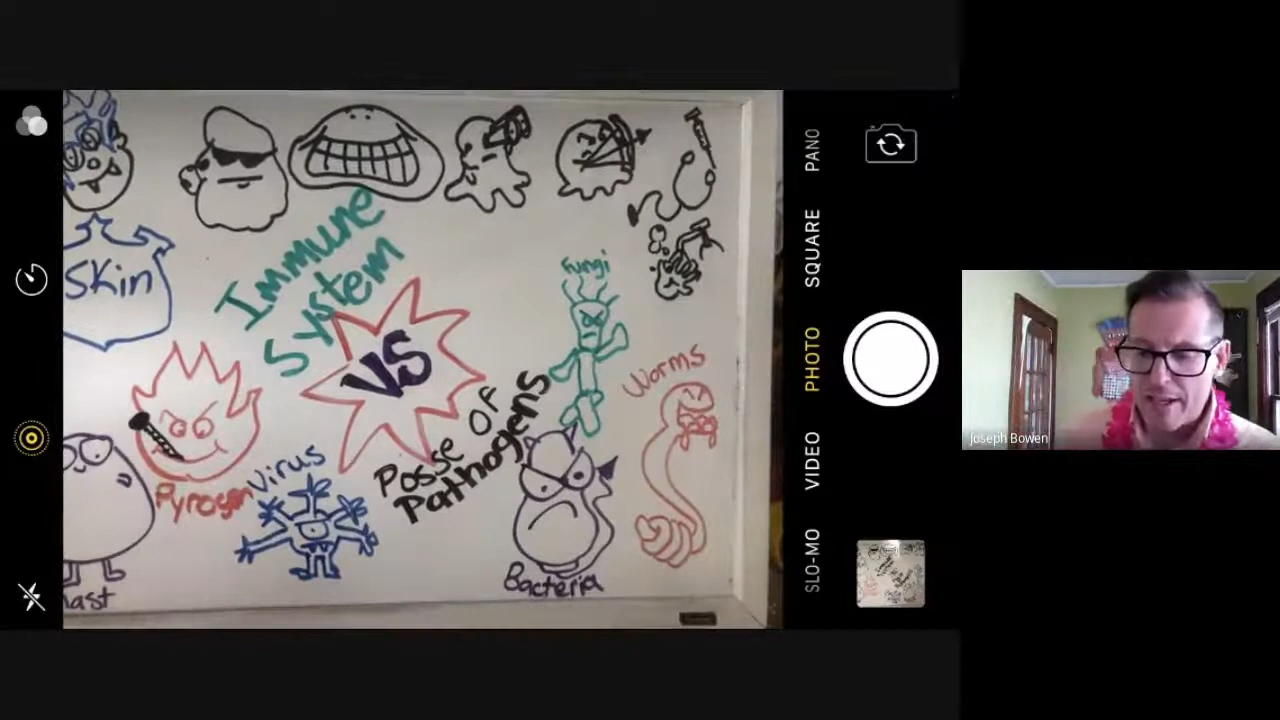 Skin
Immune
System
VS
Fungi
Worms
Posse of
Pathogens
Pyrogen
Virus
Bacteria
mast
PANO
SQUARE
PHOTO
VIDEO
SLO-MO
Joseph Bowen